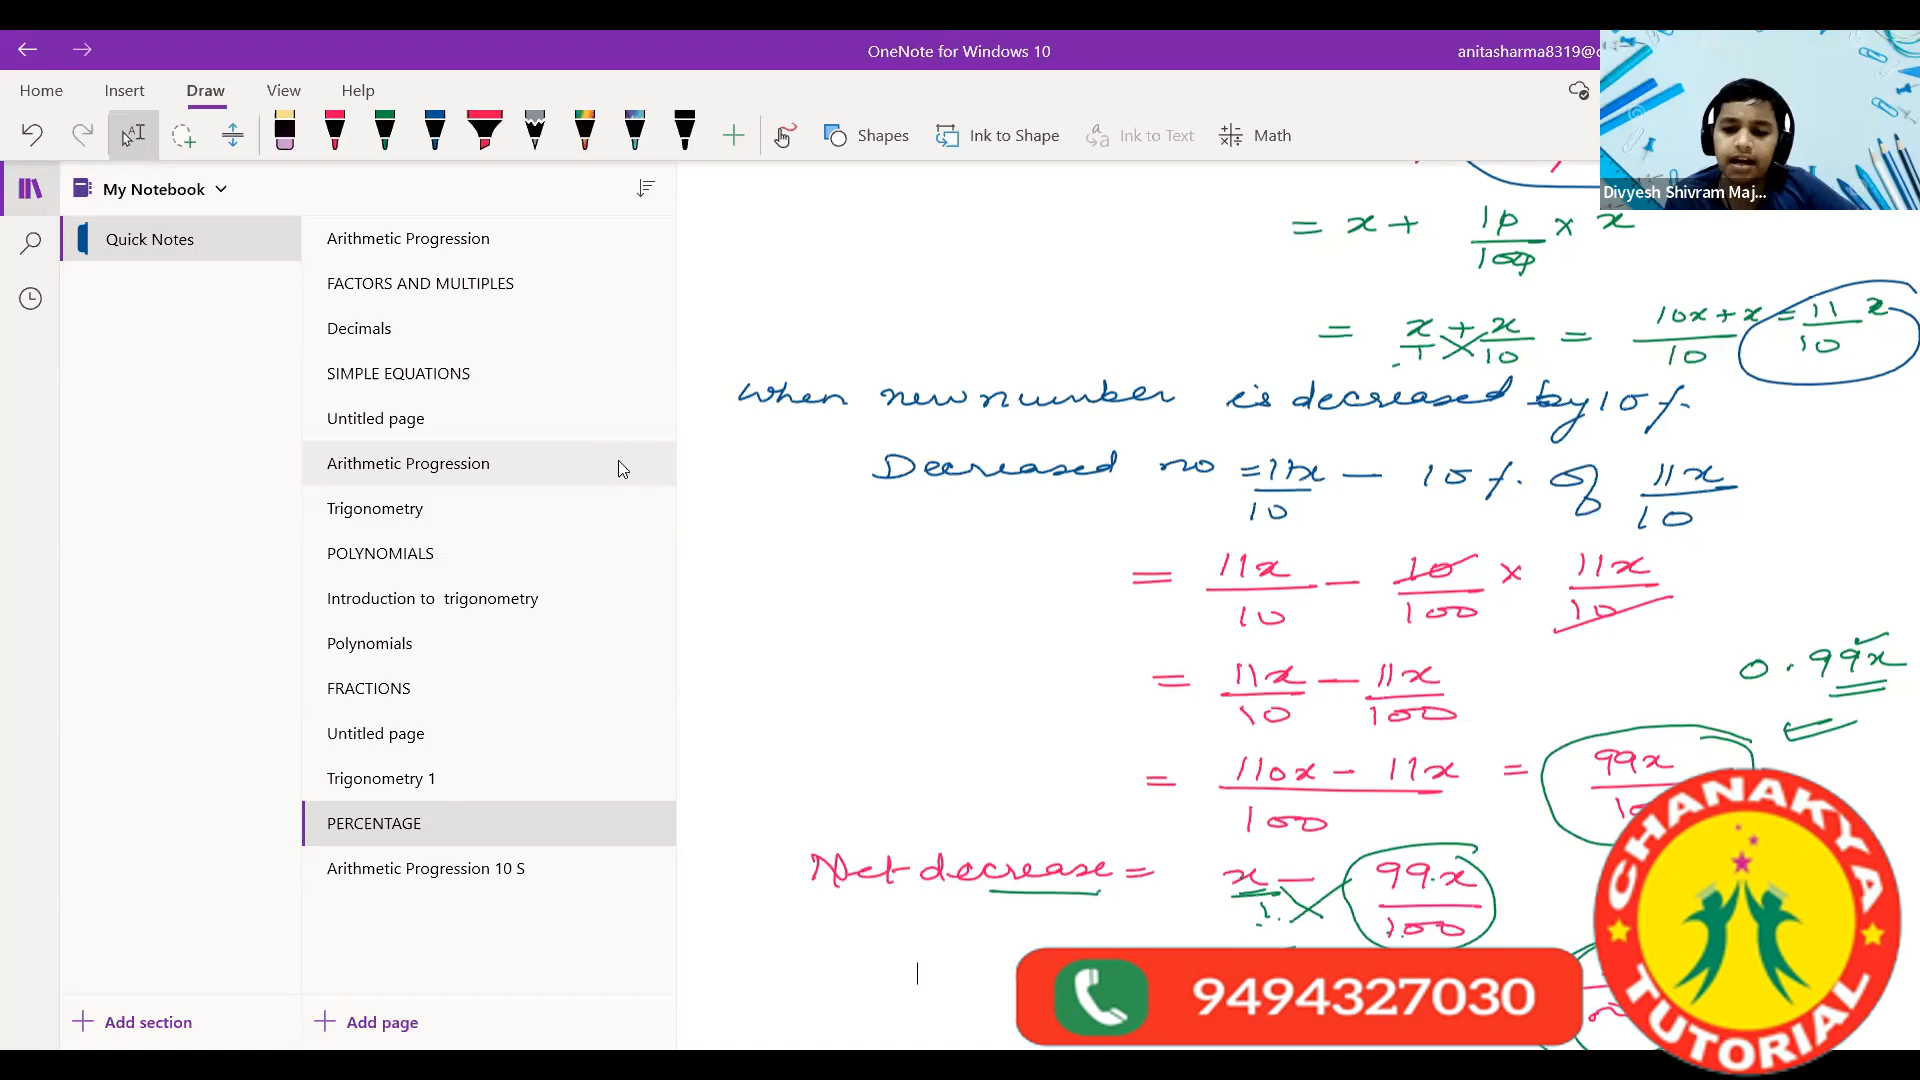 OneNote for Windows 10
anitasharma8319@
Home Insert Draw View Help
Shapes Ink to Shape Ink to Text Math
Divyesh Shivram Maj...
My Notebook
Quick Notes
Arithmetic Progression
FACTORS AND MULTIPLES
Decimals
SIMPLE EQUATIONS
Untitled page
Arithmetic Progression
Trigonometry
POLYNOMIALS
Introduction to trigonometry
Polynomials
FRACTIONS
Untitled page
Trigonometry 1
PERCENTAGE
Arithmetic Progression 10 S
Add section
Add page
= x + 10/100 × x
= x/1 + x/10 = 10x + x/10 = 11/10 x
When new number is decreased by 10 %.
Decreased no = 11x/10 - 10 %. of 11x/10
= 11x/10 - 10/100 × 11x/10
= 11x/10 - 11x/100
0.99x
= 110x - 11x/100 = 99x
Net decrease = x/1 - 99x/100
9494327030
CHANAKYA
TUTORIAL